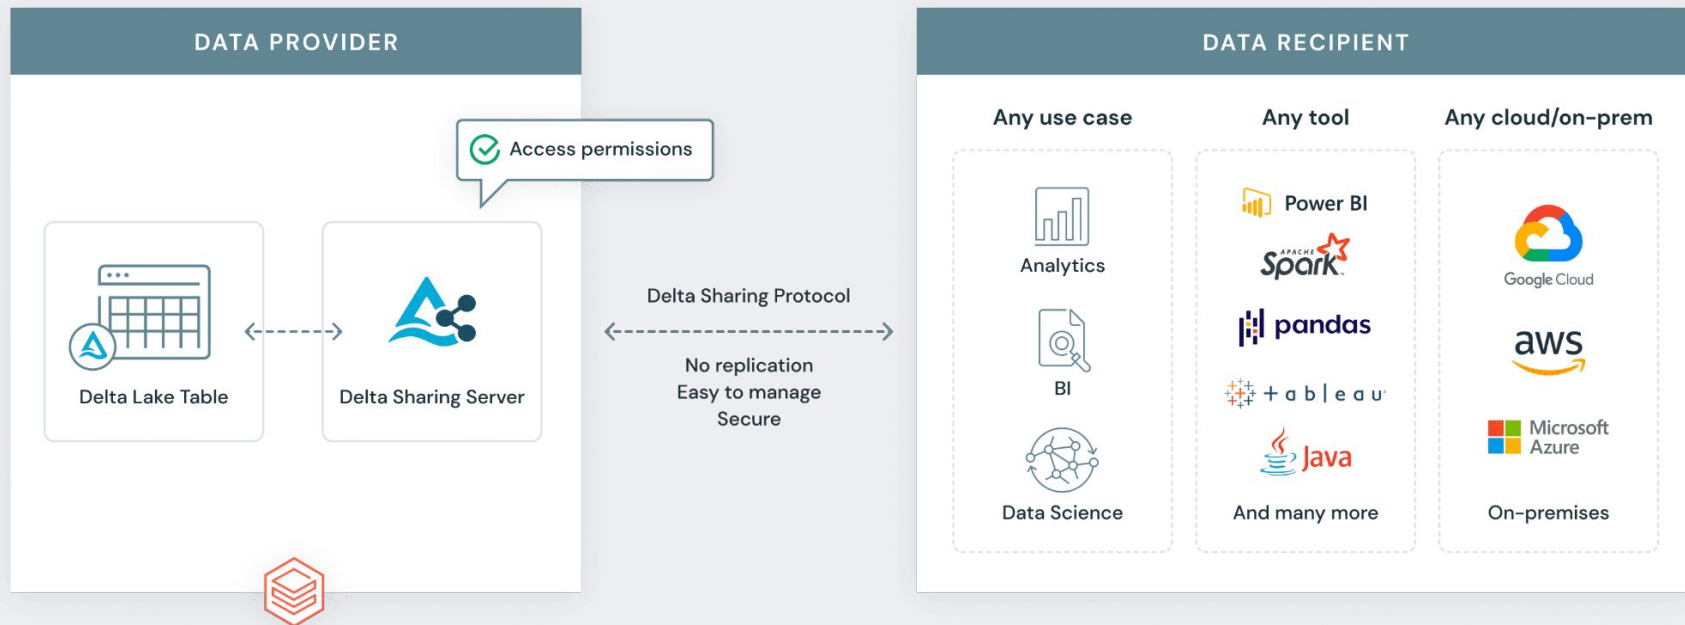 DATA PROVIDER
Access permissions
Delta Lake Table
Delta Sharing Server
Delta Sharing Protocol
No replication
Easy to manage
Secure
DATA RECIPIENT
Any use case
Analytics
BI
Data Science
Any tool
Power BI
APACHE
Spark
pandas
+ableau
Java
And many more
Any cloud/on-prem
Google Cloud
aws
Microsoft
Azure
On-premises